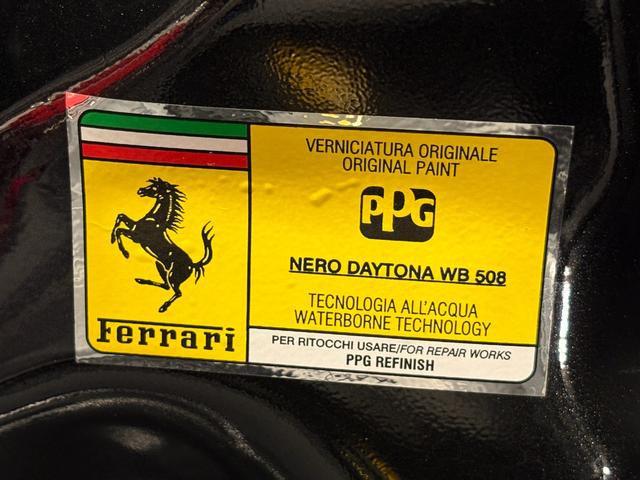 VERNICIATURA ORIGINALE
ORIGINAL PAINT
PPG
NERO DAYTONA WB 508
TECNOLOGIA ALL'ACQUA
WATERBORNE TECHNOLOGY
Ferrari
PER RITOCCHI USARE/FOR REPAIR WORKS
PPG REFINISH